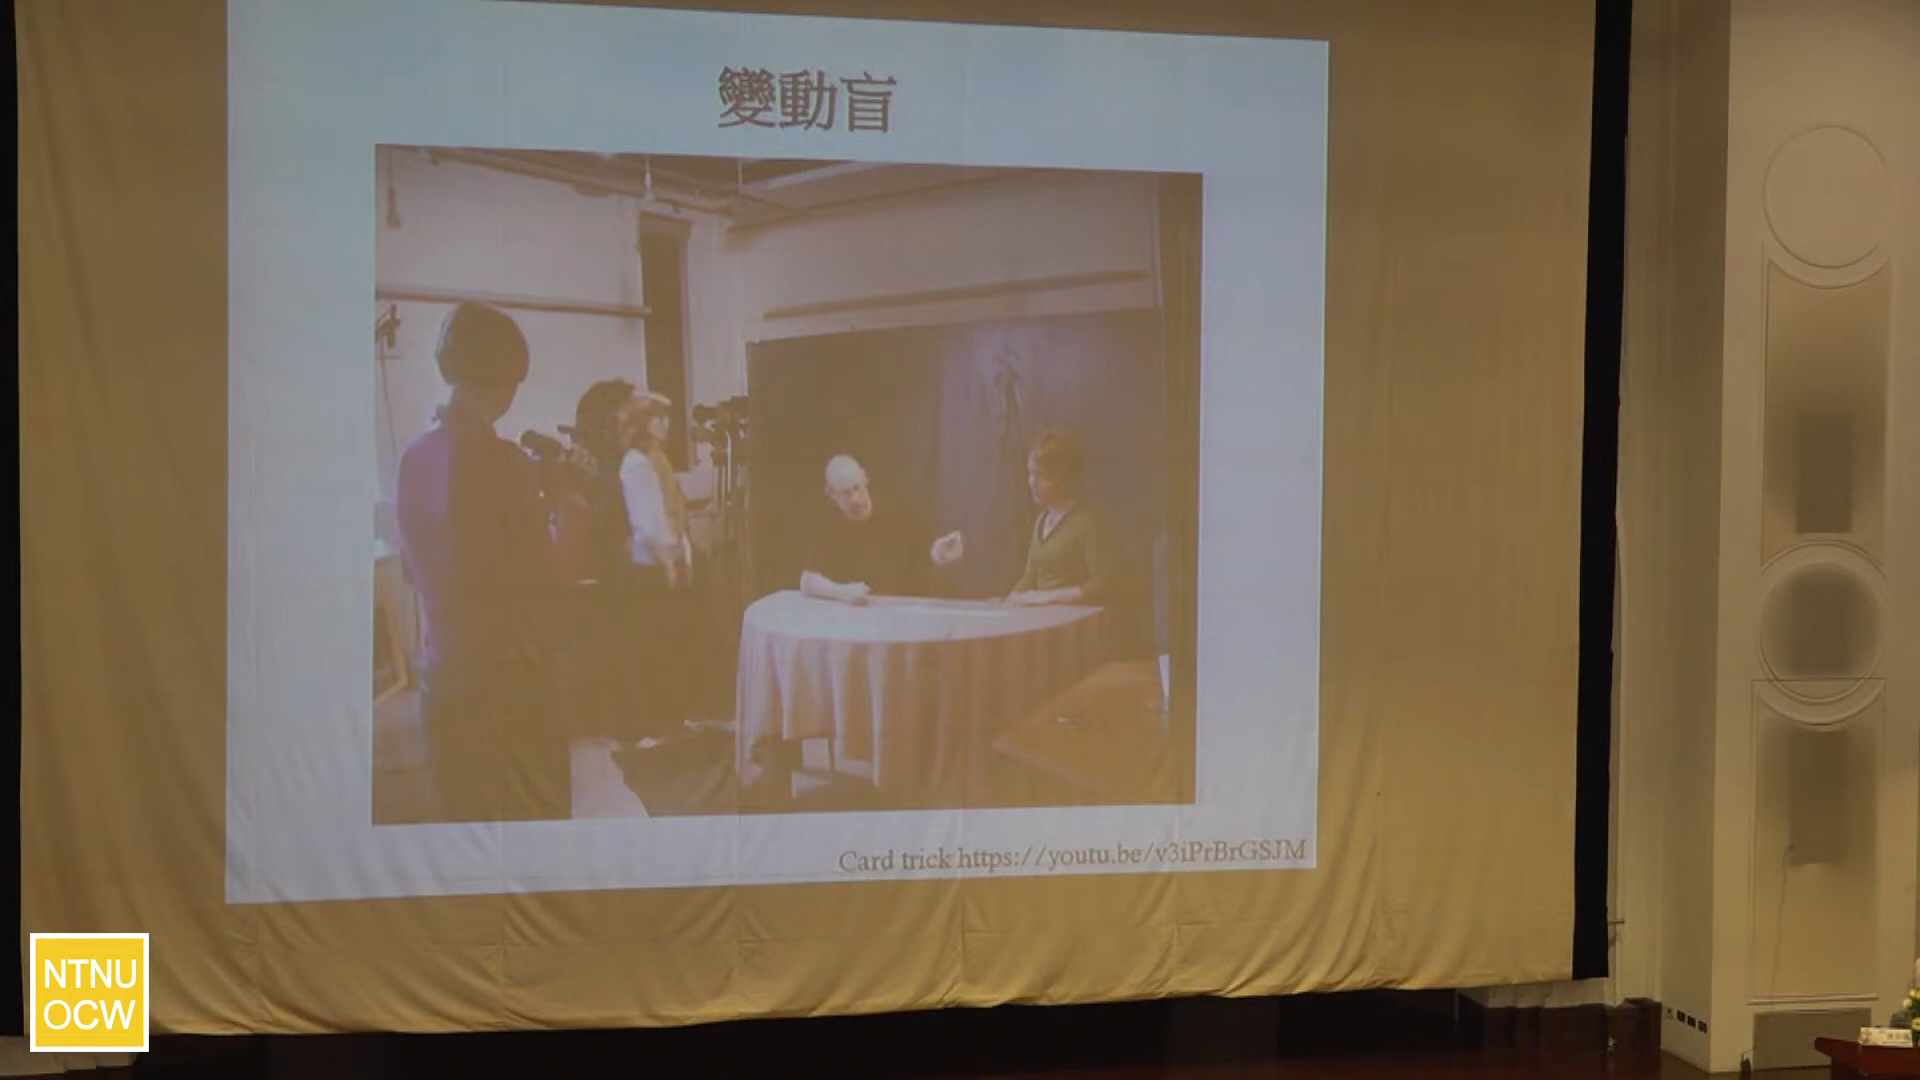 變動盲
Card trick https://youtu.be/v3iPrBrGSJM
NTNU
OCW